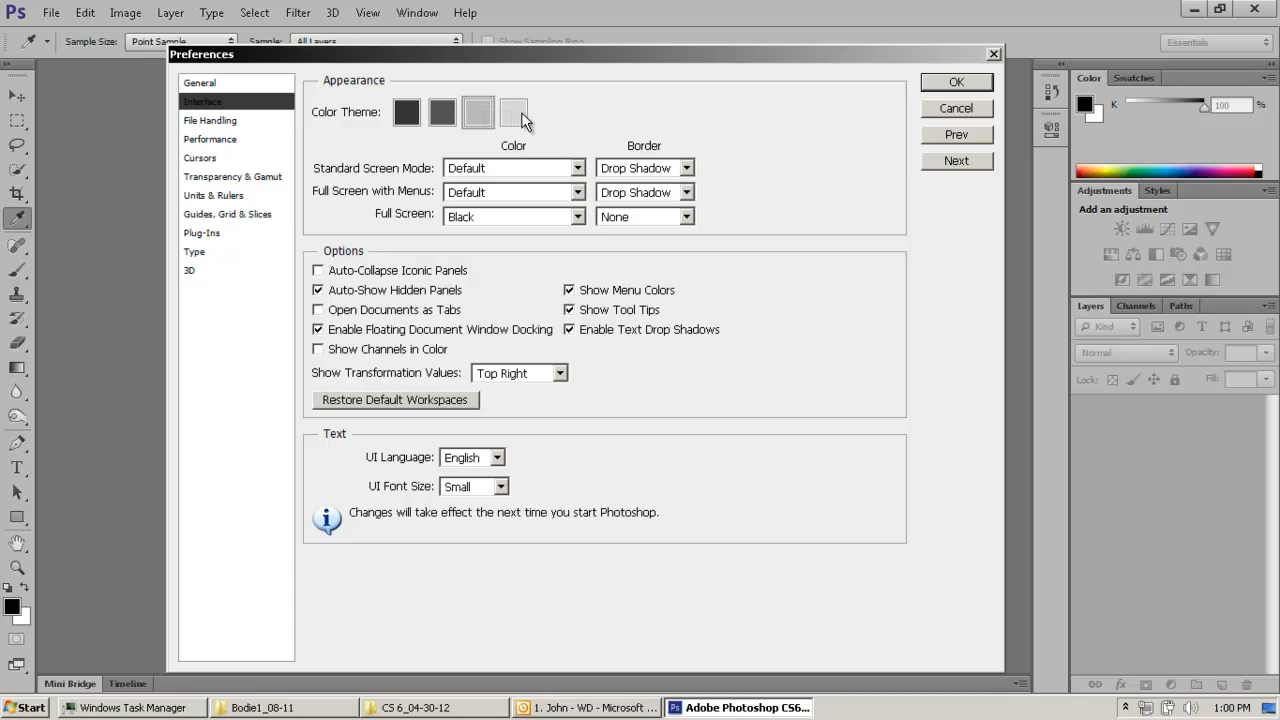 Ps File Edit Image Layer Type Select Filter 3D View Window Help
Sample Size: Point Sample Sample: All Layers Show Sampling Ring Essentials
Preferences
General
Interface
File Handling
Performance
Cursors
Transparency & Gamut
Units & Rulers
Guides, Grid & Slices
Plug-Ins
Type
3D
Appearance
Color Theme:
Color Border
Standard Screen Mode: Default Drop Shadow
Full Screen with Menus: Default Drop Shadow
Full Screen: Black None
Options
Auto-Collapse Iconic Panels
Auto-Show Hidden Panels Show Menu Colors
Open Documents as Tabs Show Tool Tips
Enable Floating Document Window Docking Enable Text Drop Shadows
Show Channels in Color
Show Transformation Values: Top Right
Restore Default Workspaces
Text
UI Language: English
UI Font Size: Small
Changes will take effect the next time you start Photoshop.
OK
Cancel
Prev
Next
Color Swatches
K 100 %
Adjustments Styles
Add an adjustment
Layers Channels Paths
Kind
Normal Opacity:
Lock: Fill:
Mini Bridge Timeline
Start Windows Task Manager Bodie1_08-11 CS 6_04-30-12 1. John - WD - Microsoft ... Adobe Photoshop CS6... 1:00 PM